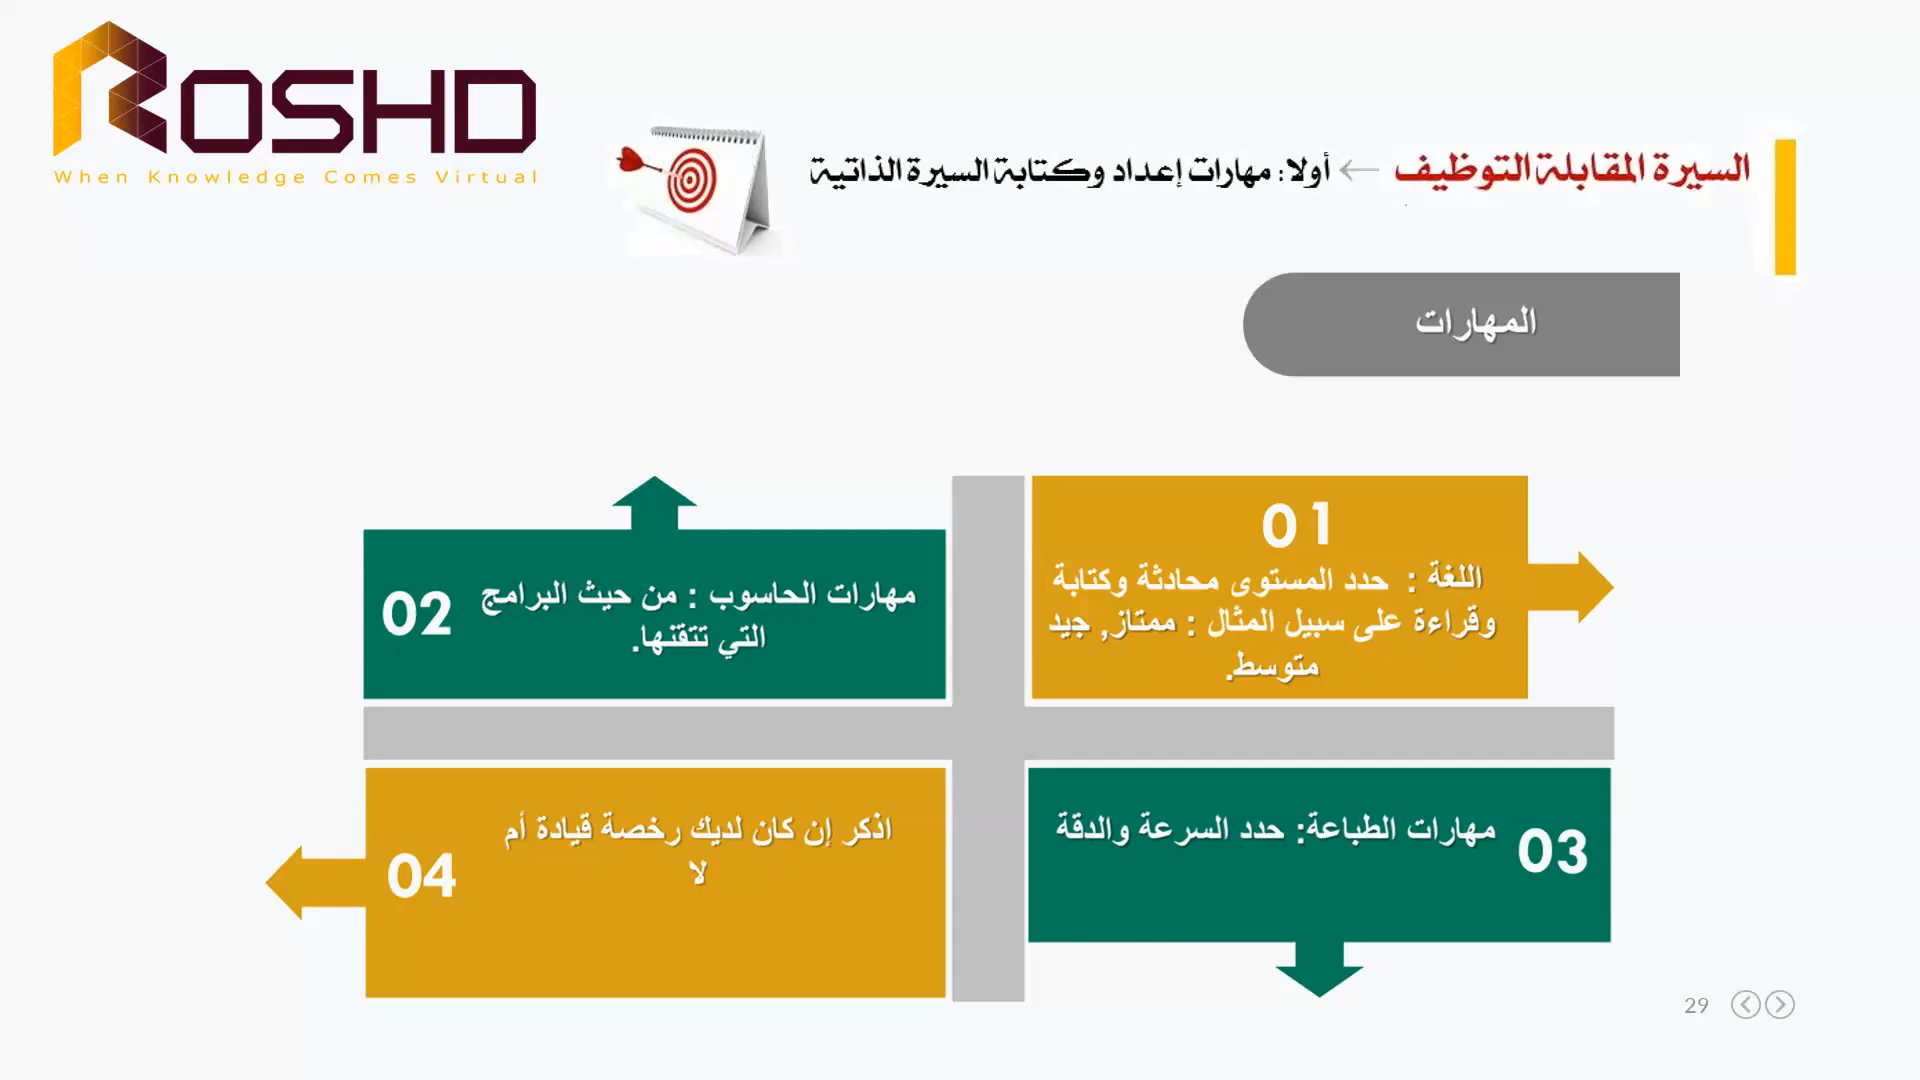 ROSHD
When Knowledge Comes Virtual
السيرة المقابلة التوظيف ← أولا: مهارات إعداد وكتابة السيرة الذاتية
المهارات
01
اللغة : حدد المستوى محادثة وكتابة
وقراءة على سبيل المثال : ممتاز, جيد
متوسط.
02
مهارات الحاسوب : من حيث البرامج
التي تتقنها.
03
مهارات الطباعة: حدد السرعة والدقة
04
اذكر إن كان لديك رخصة قيادة أم
لا
29